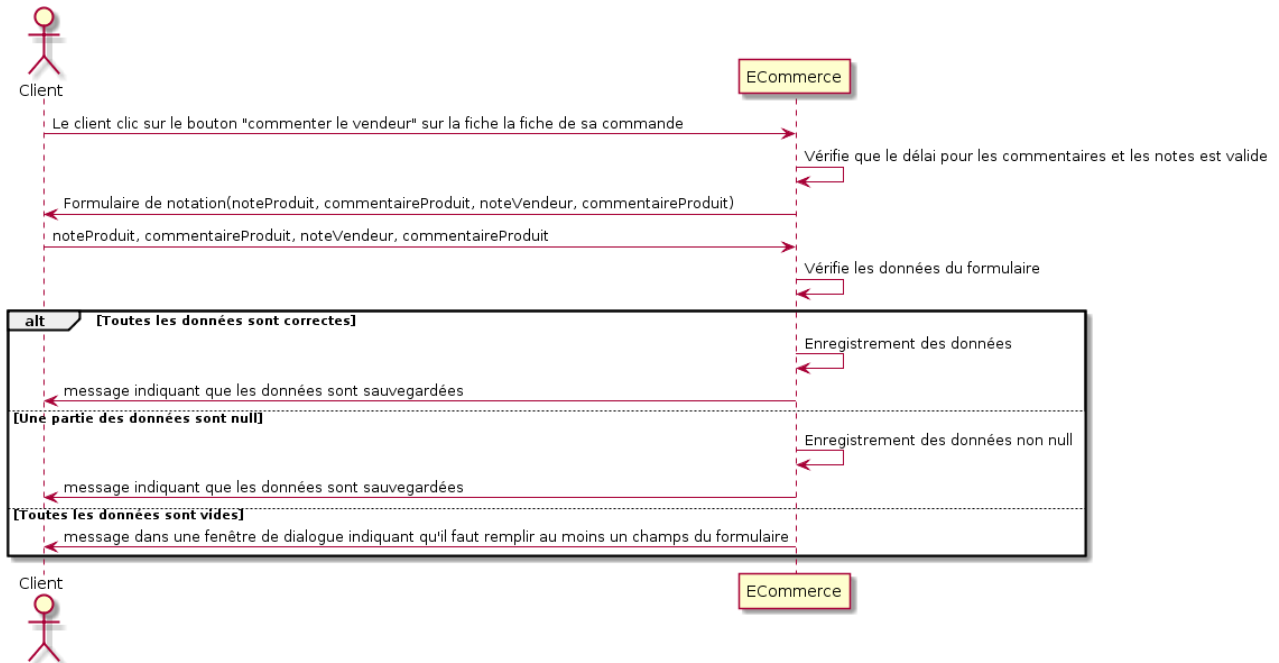 Client
ECommerce
Le client clic sur le bouton "commenter le vendeur" sur la fiche la fiche de sa commande
Vérifie que le délai pour les commentaires et les notes est valide
Formulaire de notation(noteProduit, commentaireProduit, noteVendeur, commentaireProduit)
noteProduit, commentaireProduit, noteVendeur, commentaireProduit
Vérifie les données du formulaire
alt [Toutes les données sont correctes]
Enregistrement des données
message indiquant que les données sont sauvegardées
[Une partie des données sont null]
Enregistrement des données non null
message indiquant que les données sont sauvegardées
[Toutes les données sont vides]
message dans une fenêtre de dialogue indiquant qu'il faut remplir au moins un champs du formulaire
Client
ECommerce